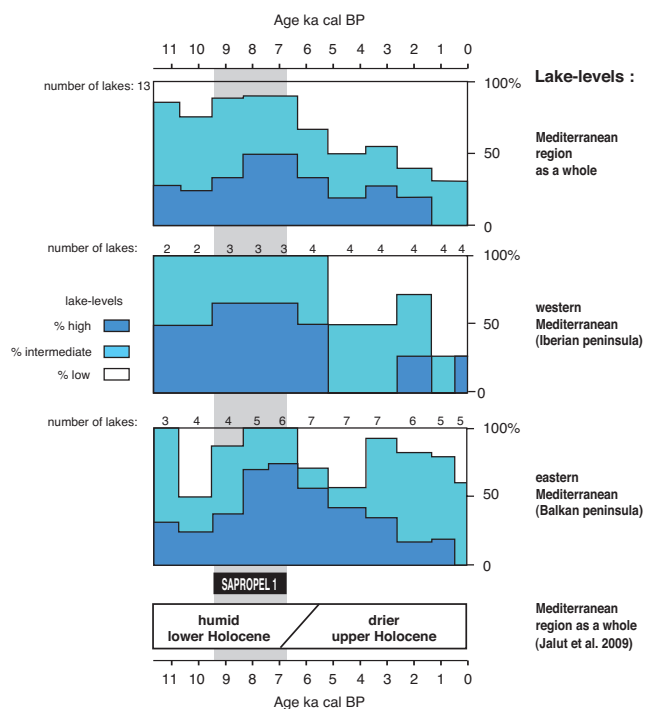 Age ka cal BP
11 10 9 8 7 6 5 4 3 2 1 0
Lake-levels :
number of lakes: 13
100%
50
0
Mediterranean
region
as a whole
number of lakes:
2 2 3 3 3 4 4 4 4 4 4
100%
50
0
lake-levels
% high
% intermediate
% low
western
Mediterranean
(Iberian peninsula)
number of lakes:
3 4 4 5 6 7 7 7 6 5 5
100%
50
0
eastern
Mediterranean
(Balkan peninsula)
SAPROPEL 1
humid
lower Holocene
drier
upper Holocene
Mediterranean
region as a whole
(Jalut et al. 2009)
11 10 9 8 7 6 5 4 3 2 1 0
Age ka cal BP